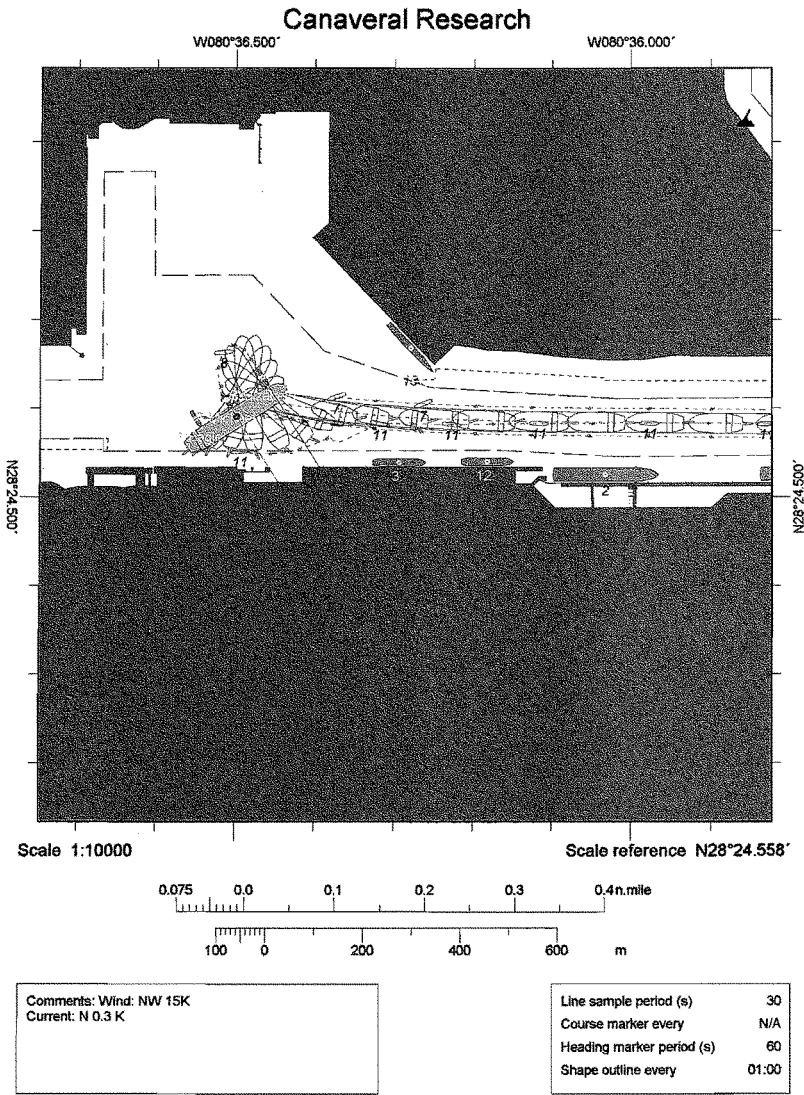 Canaveral Research
W080°36.500´ W080°36.000´
13
7
11 11 11 11 11
11
3 12 2
N28°24.500´ N28°24.500´
Scale 1:10000 Scale reference N28°24.558´
0.075 0.0 0.1 0.2 0.3 0.4n.mile
100 0 200 400 600 m
Comments: Wind: NW 15K
Current: N 0.3 K
Line sample period (s) 30
Course marker every N/A
Heading marker period (s) 60
Shape outline every 01:00